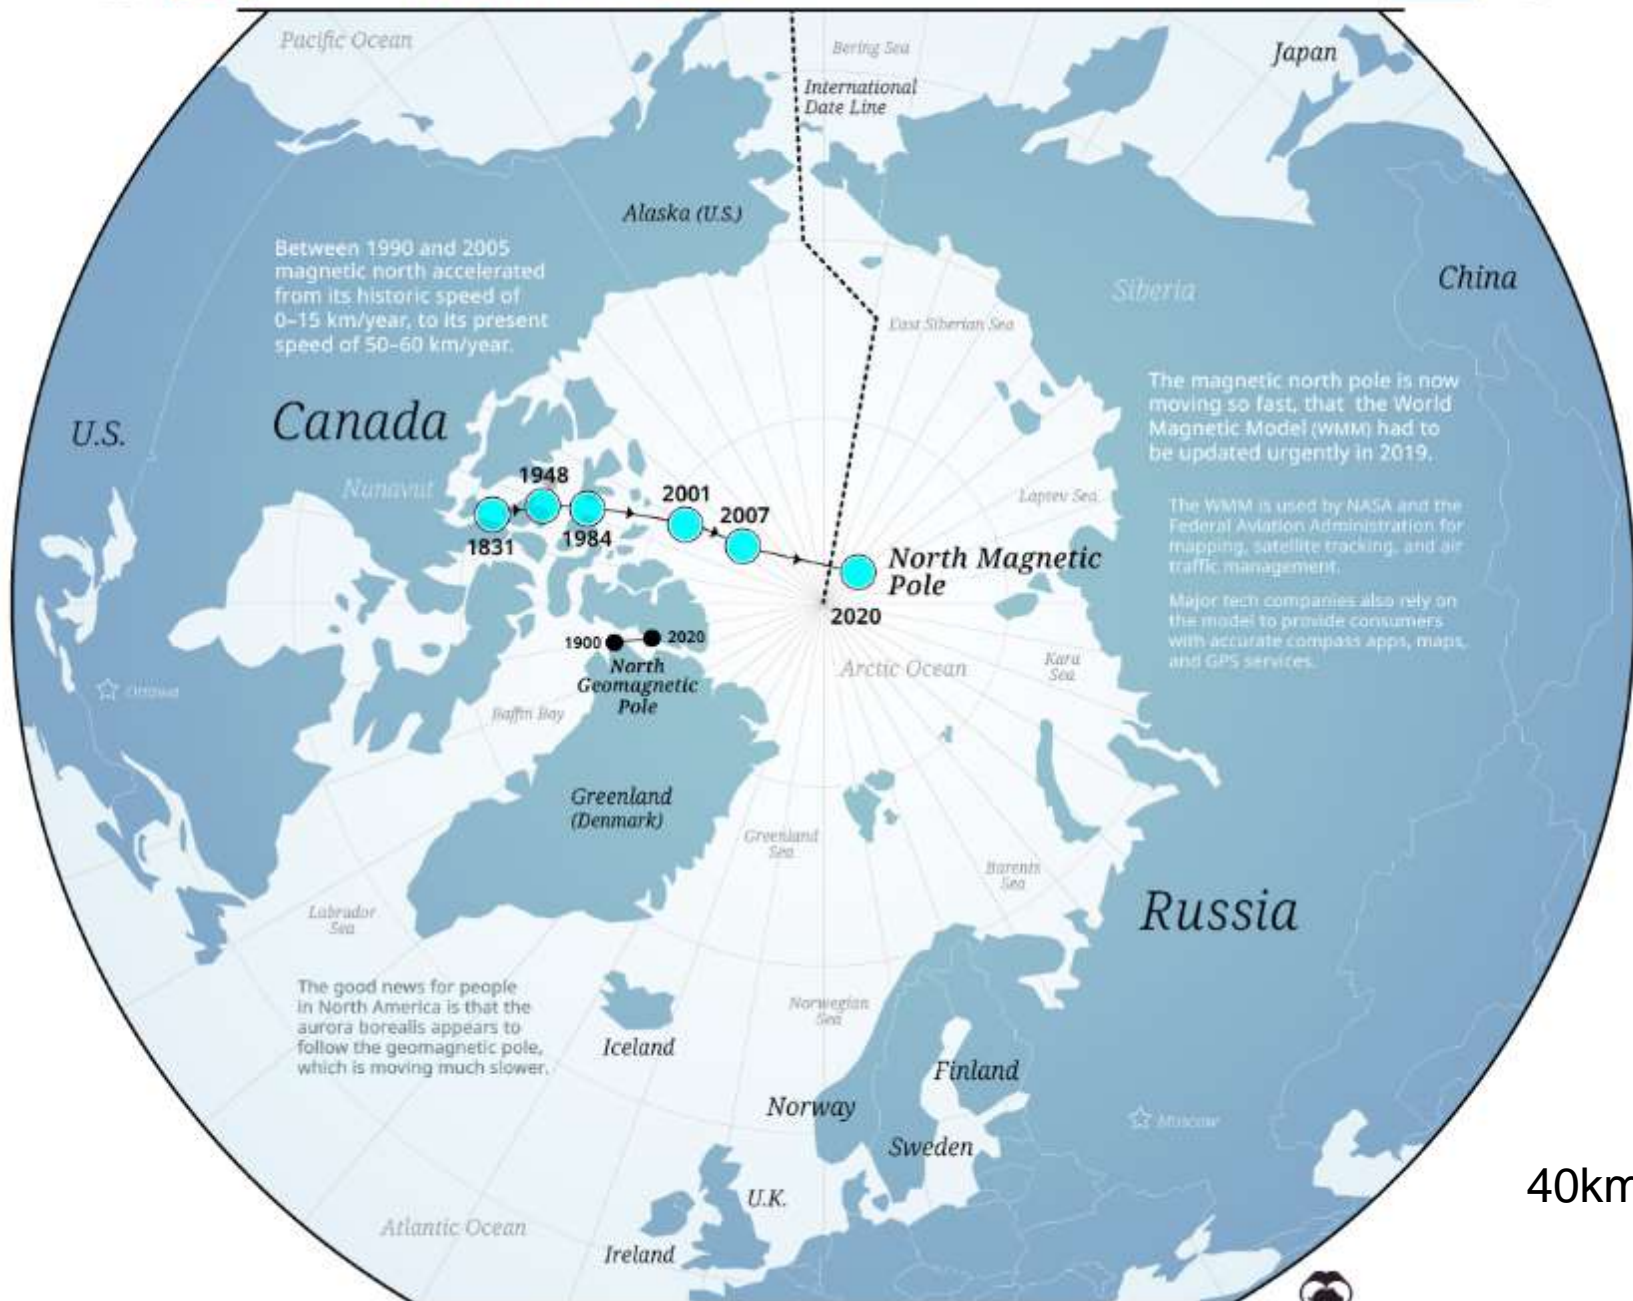 Pacific Ocean
Bering Sea
Japan
International
Date Line
Alaska (U.S.)
Between 1990 and 2005
magnetic north accelerated
from its historic speed of
0–15 km/year, to its present
speed of 50–60 km/year.
Siberia
China
East Siberian Sea
Canada
U.S.
The magnetic north pole is now
moving so fast, that the World
Magnetic Model (WMM) had to
be updated urgently in 2019.
Nunavut
1948
2001
2007
1831
1984
Laptev Sea
The WMM is used by NASA and the
Federal Aviation Administration for
mapping, satellite tracking, and air
traffic management.
North Magnetic
Pole
2020
Major tech companies also rely on
the model to provide consumers
with accurate compass apps, maps,
and GPS services.
1900
2020
North
Geomagnetic
Pole
Arctic Ocean
Kara
Sea
Ottawa
Baffin Bay
Greenland
(Denmark)
Greenland
Sea
Barents
Sea
Russia
Labrador
Sea
The good news for people
in North America is that the
aurora borealis appears to
follow the geomagnetic pole,
which is moving much slower.
Norwegian
Sea
Iceland
Finland
Norway
Moscow
Sweden
U.K.
40km
Atlantic Ocean
Ireland